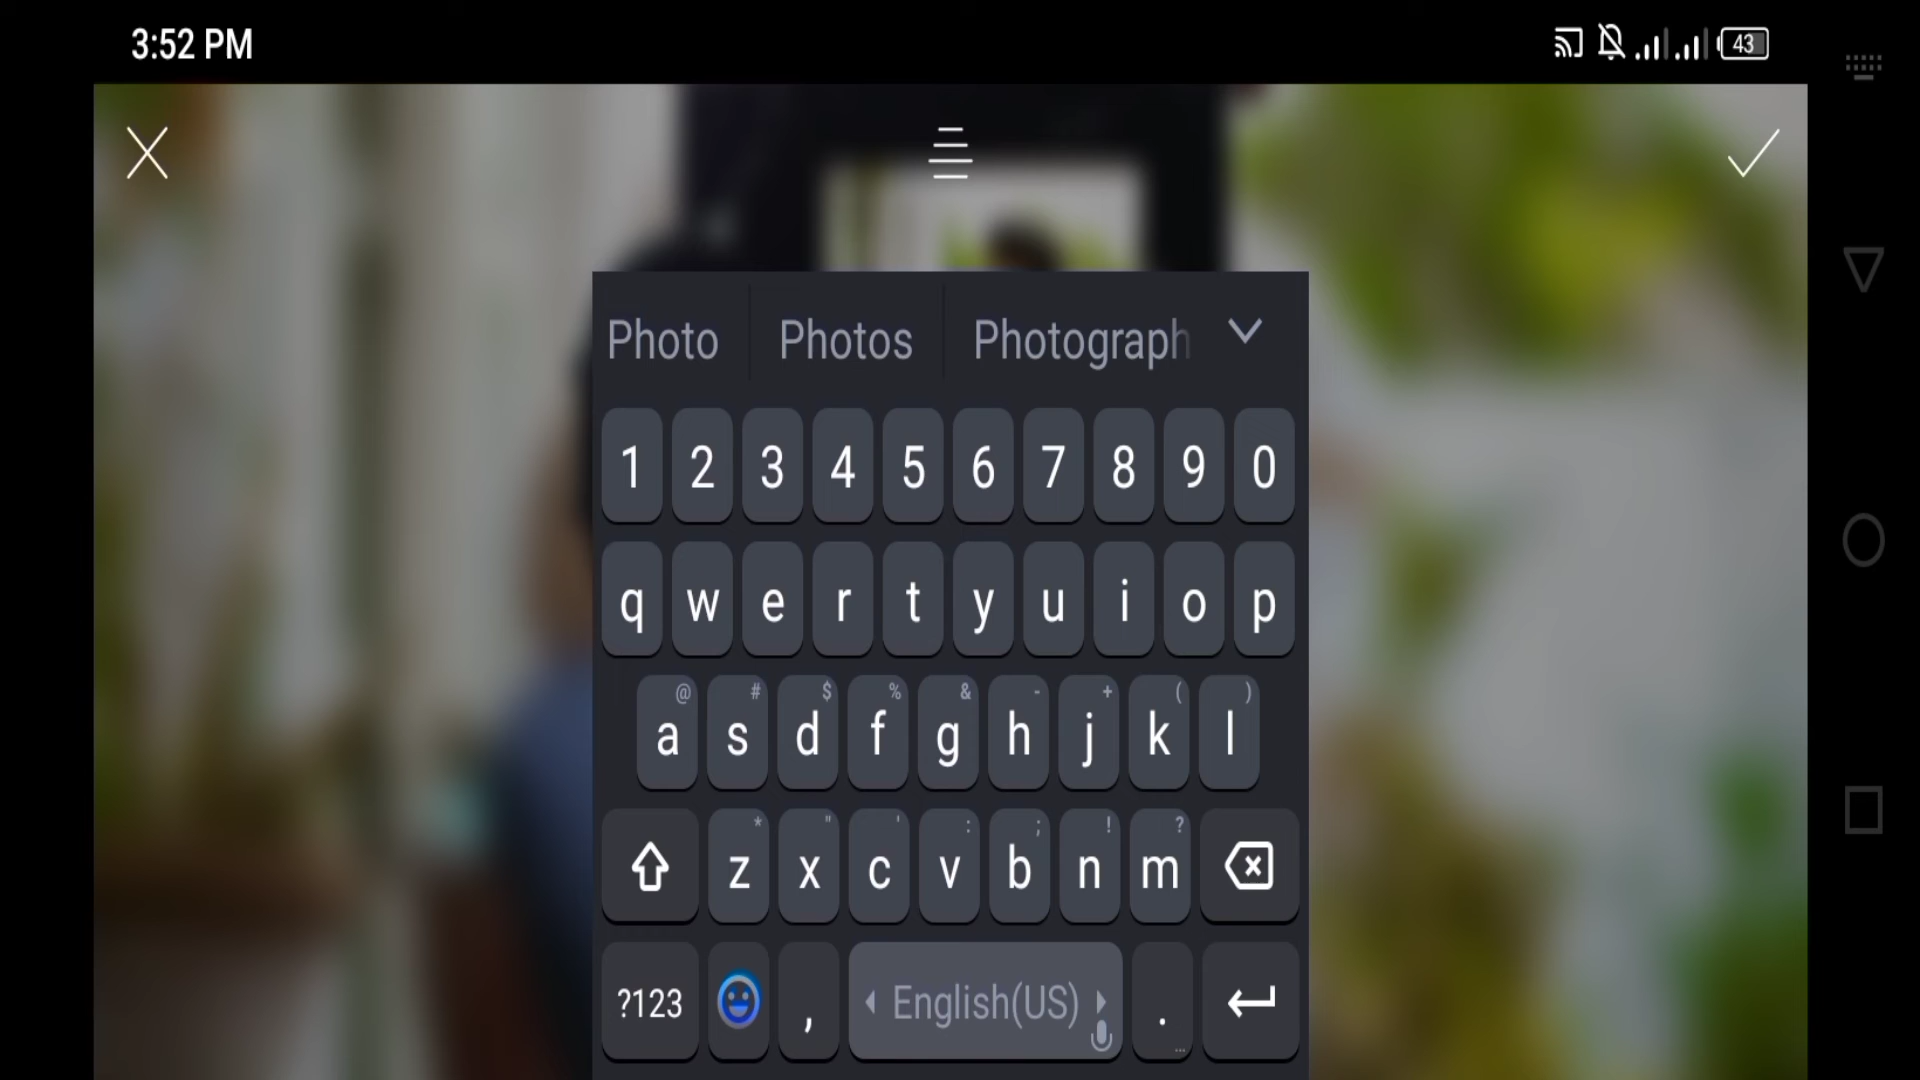 3:52 PM
43
Photo Photos Photograph
1 2 3 4 5 6 7 8 9 0
q w e r t y u i o p
@ # $ % & - + ( )
a s d f g h j k l
* " ' : ; ! ?
z x c v b n m
?123 , English(US) . ...